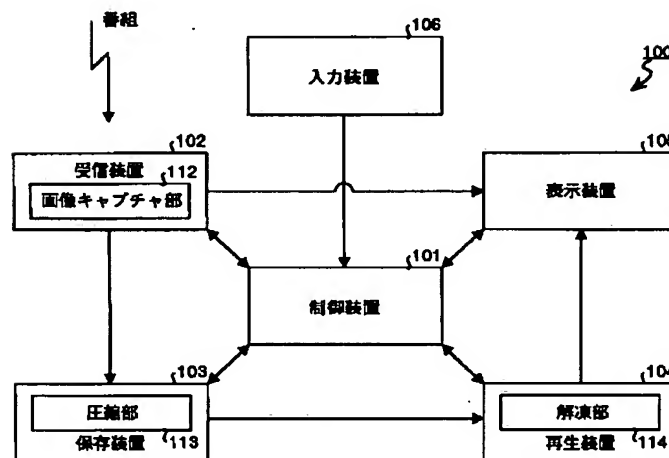 番組
106
入力装置
100
102
受信装置
112
画像キャプチャ部
105
表示装置
101
制御装置
103
圧縮部
保存装置
113
104
解凍部
再生装置
114